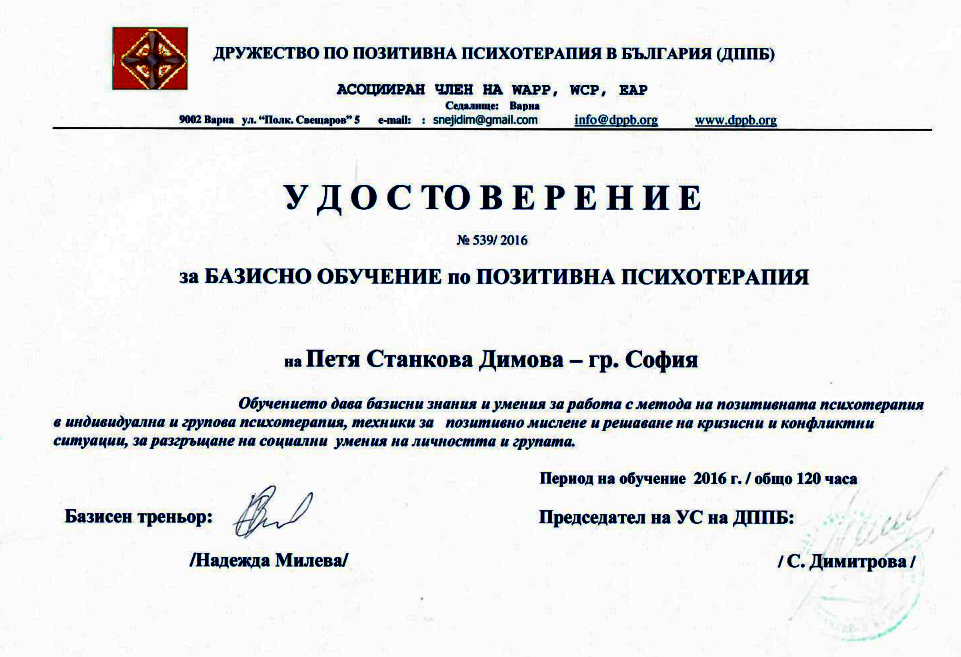 ДРУЖЕСТВО ПО ПОЗИТИВНА ПСИХОТЕРАПИЯ В БЪЛГАРИЯ (ДППБ)
АСОЦИИРАН ЧЛЕН НА WAPP, WCP, EAP
Седалище: Варна
9002 Варна ул. “Полк. Свещаров” 5 e-mail: : snejidim@gmail.com info@dppb.org www.dppb.org
УДОСТОВЕРЕНИЕ
№ 539/ 2016
за БАЗИСНО ОБУЧЕНИЕ по ПОЗИТИВНА ПСИХОТЕРАПИЯ
на Петя Станкова Димова – гр. София
Обучението дава базисни знания и умения за работа с метода на позитивната психотерапия
в индивидуална и групова психотерапия, техники за позитивно мислене и решаване на кризисни и конфликтни
ситуации, за разгръщане на социални умения на личността и групата.
Период на обучение 2016 г. / общо 120 часа
Базисен треньор:
Председател на УС на ДППБ:
/Надежда Милева/
/ С. Димитрова /